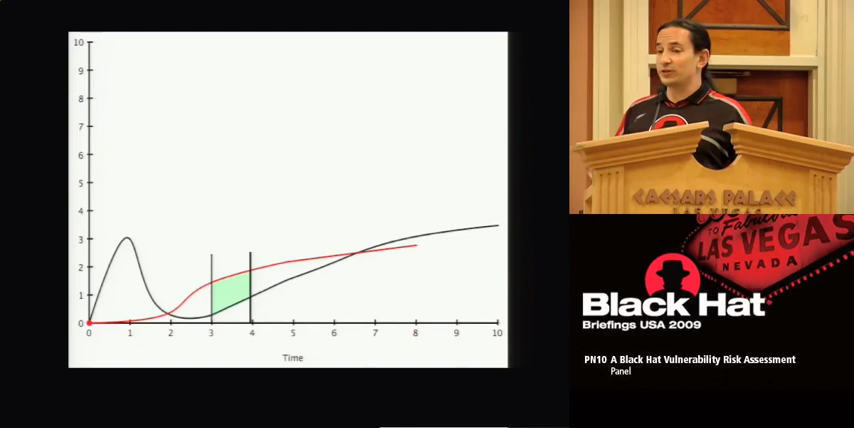 10
9
8
7
6
5
4
3
2
1
0
0 1 2 3 4 5 6 7 8 9 10
Time
CAESARS PALACE
LAS VEGAS
TO Fabulous
LAS VEGAS
NEVADA
Black Hat
Briefings USA 2009
PN10 A Black Hat Vulnerability Risk Assessment
Panel